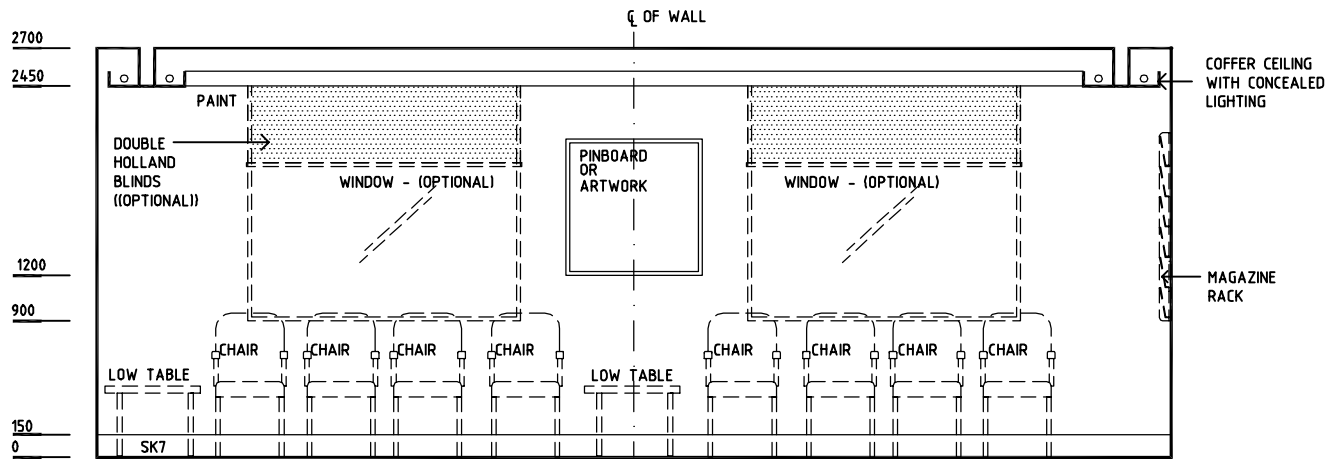 ℄ OF WALL
2700
2450
COFFER CEILING
WITH CONCEALED
LIGHTING
PAINT
DOUBLE
HOLLAND
BLINDS
((OPTIONAL))
PINBOARD
OR
ARTWORK
WINDOW - (OPTIONAL)
WINDOW - (OPTIONAL)
1200
MAGAZINE
RACK
900
CHAIR
CHAIR
CHAIR
CHAIR
CHAIR
CHAIR
CHAIR
CHAIR
LOW TABLE
LOW TABLE
150
0
SK7